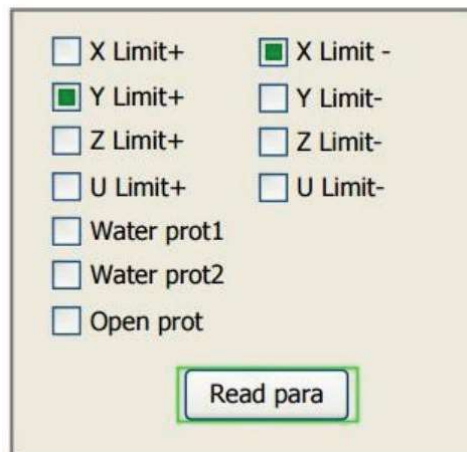 X Limit+ X Limit -
Y Limit+ Y Limit-
Z Limit+ Z Limit-
U Limit+ U Limit-
Water prot1
Water prot2
Open prot
Read para